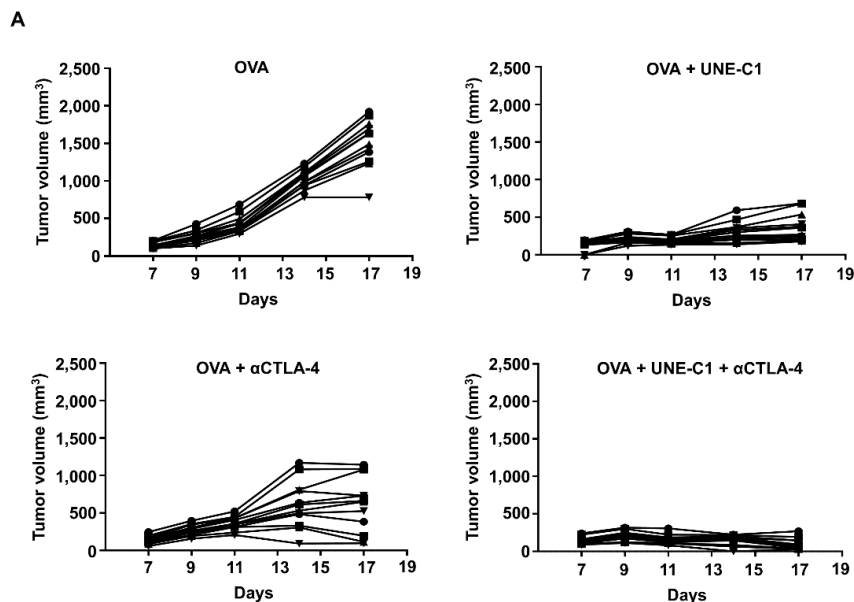 A
OVA
Tumor volume (mm³)
2,500
2,000
1,500
1,000
500
0
7 9 11 13 15 17 19
Days
OVA + UNE-C1
Tumor volume (mm³)
2,500
2,000
1,500
1,000
500
0
7 9 11 13 15 17 19
Days
OVA + αCTLA-4
Tumor volume (mm³)
2,500
2,000
1,500
1,000
500
0
7 9 11 13 15 17 19
Days
OVA + UNE-C1 + αCTLA-4
Tumor volume (mm³)
2,500
2,000
1,500
1,000
500
0
7 9 11 13 15 17 19
Days